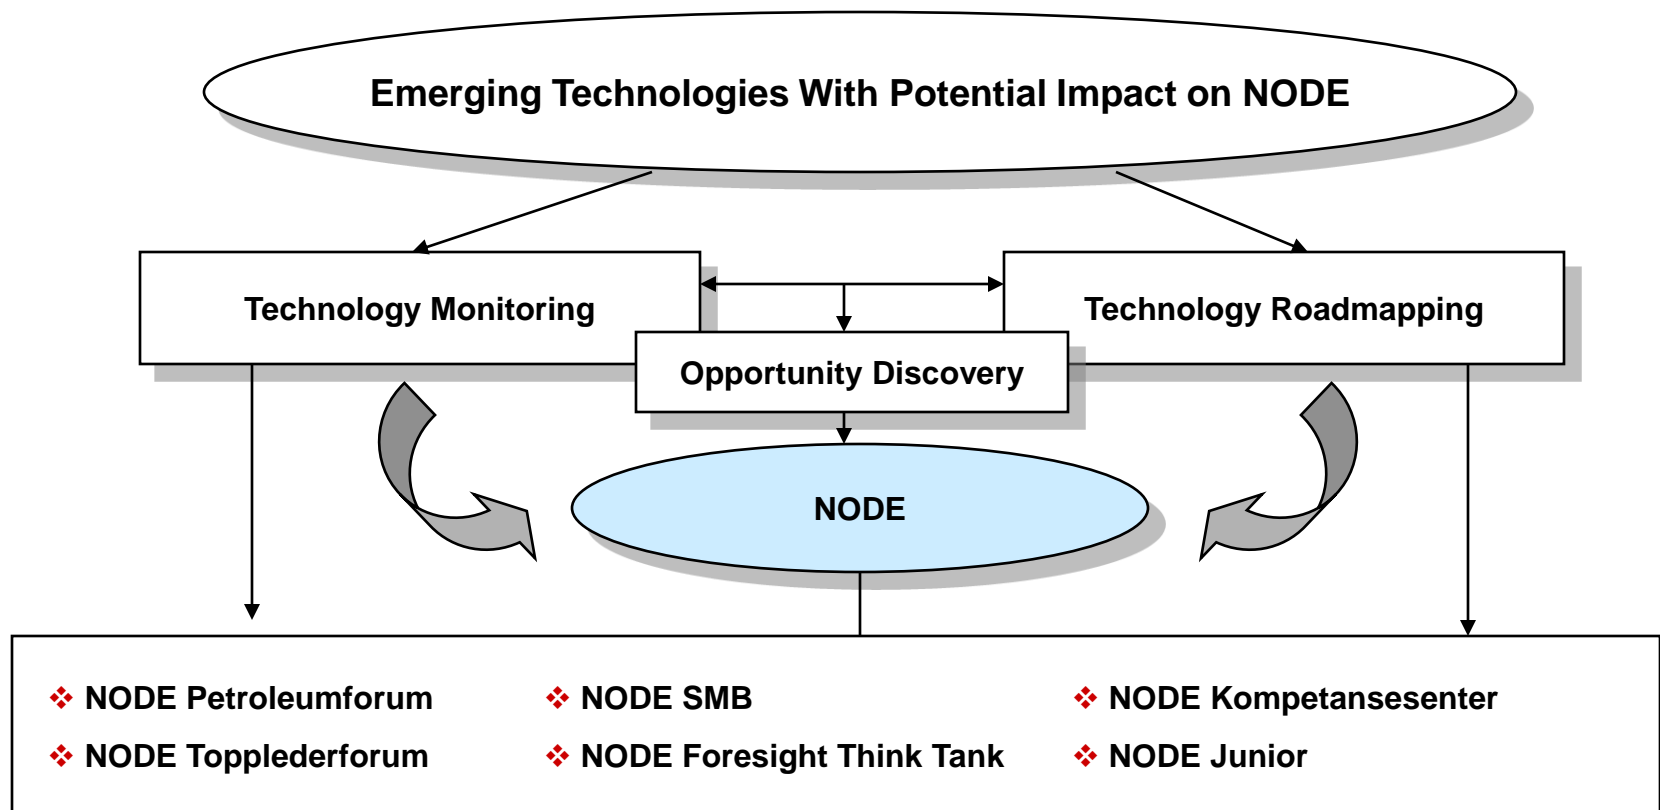 Emerging Technologies With Potential Impact on NODE
Technology Monitoring
Technology Roadmapping
Opportunity Discovery
NODE
NODE Petroleumforum
NODE SMB
NODE Kompetansesenter
NODE Topplederforum
NODE Foresight Think Tank
NODE Junior